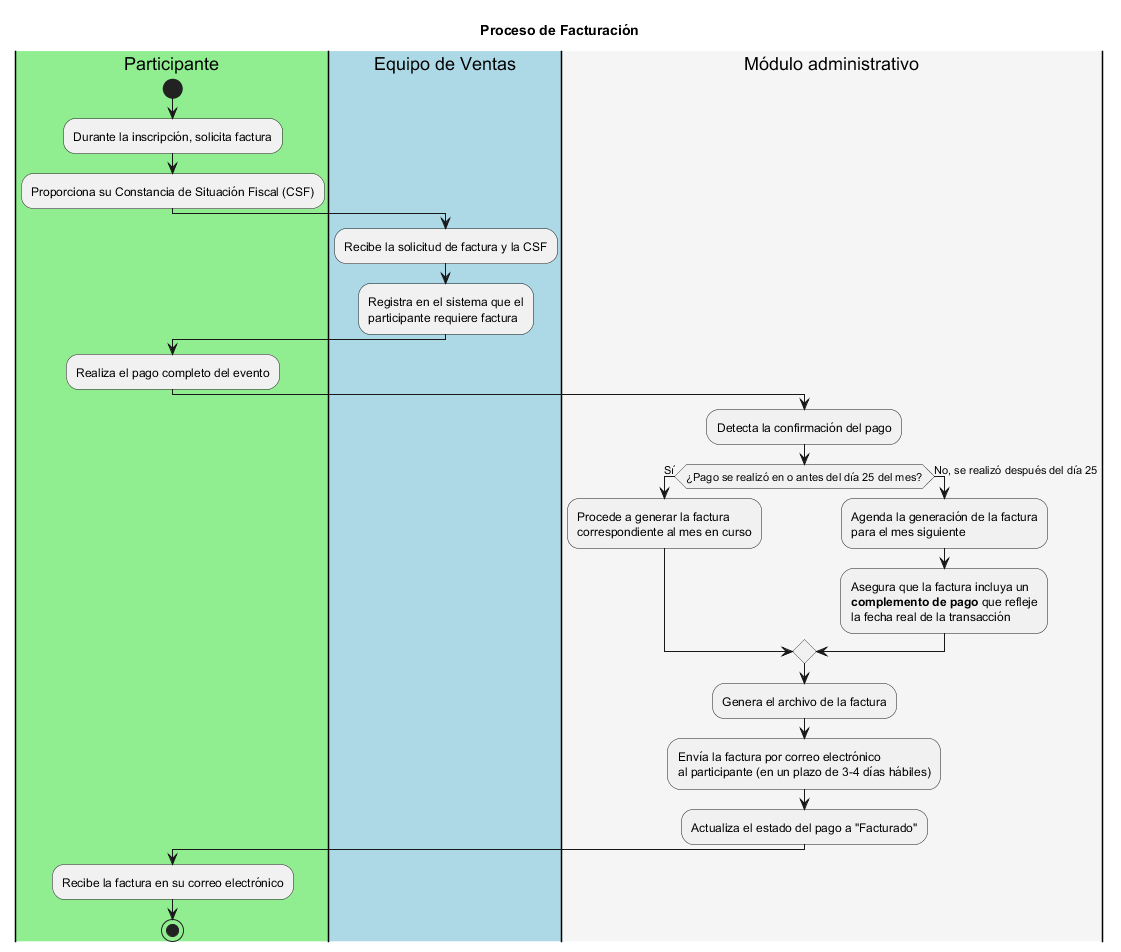 Proceso de Facturación
Participante
Equipo de Ventas
Módulo administrativo
Durante la inscripción, solicita factura
Proporciona su Constancia de Situación Fiscal (CSF)
Recibe la solicitud de factura y la CSF
Registra en el sistema que el
participante requiere factura
Realiza el pago completo del evento
Detecta la confirmación del pago
¿Pago se realizó en o antes del día 25 del mes?
Sí
No, se realizó después del día 25
Procede a generar la factura
correspondiente al mes en curso
Agenda la generación de la factura
para el mes siguiente
Asegura que la factura incluya un
complemento de pago que refleje
la fecha real de la transacción
Genera el archivo de la factura
Envía la factura por correo electrónico
al participante (en un plazo de 3-4 días hábiles)
Actualiza el estado del pago a "Facturado"
Recibe la factura en su correo electrónico